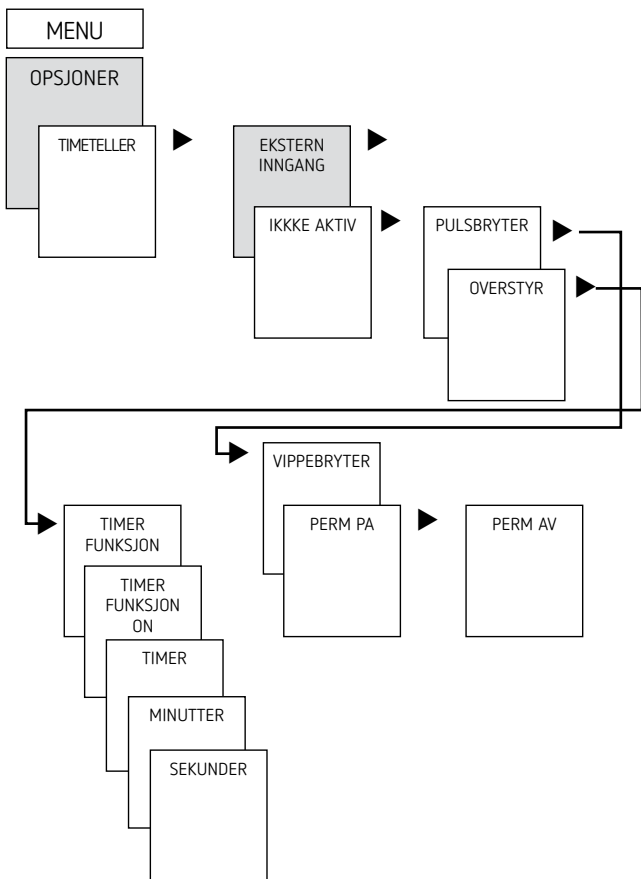 MENU
OPSJONER
TIMETELLER
EKSTERN
INNGANG
IKKKE AKTIV
PULSBRYTER
OVERSTYR
VIPPEBRYTER
PERM PA
PERM AV
TIMER
FUNKSJON
TIMER
FUNKSJON
ON
TIMER
MINUTTER
SEKUNDER